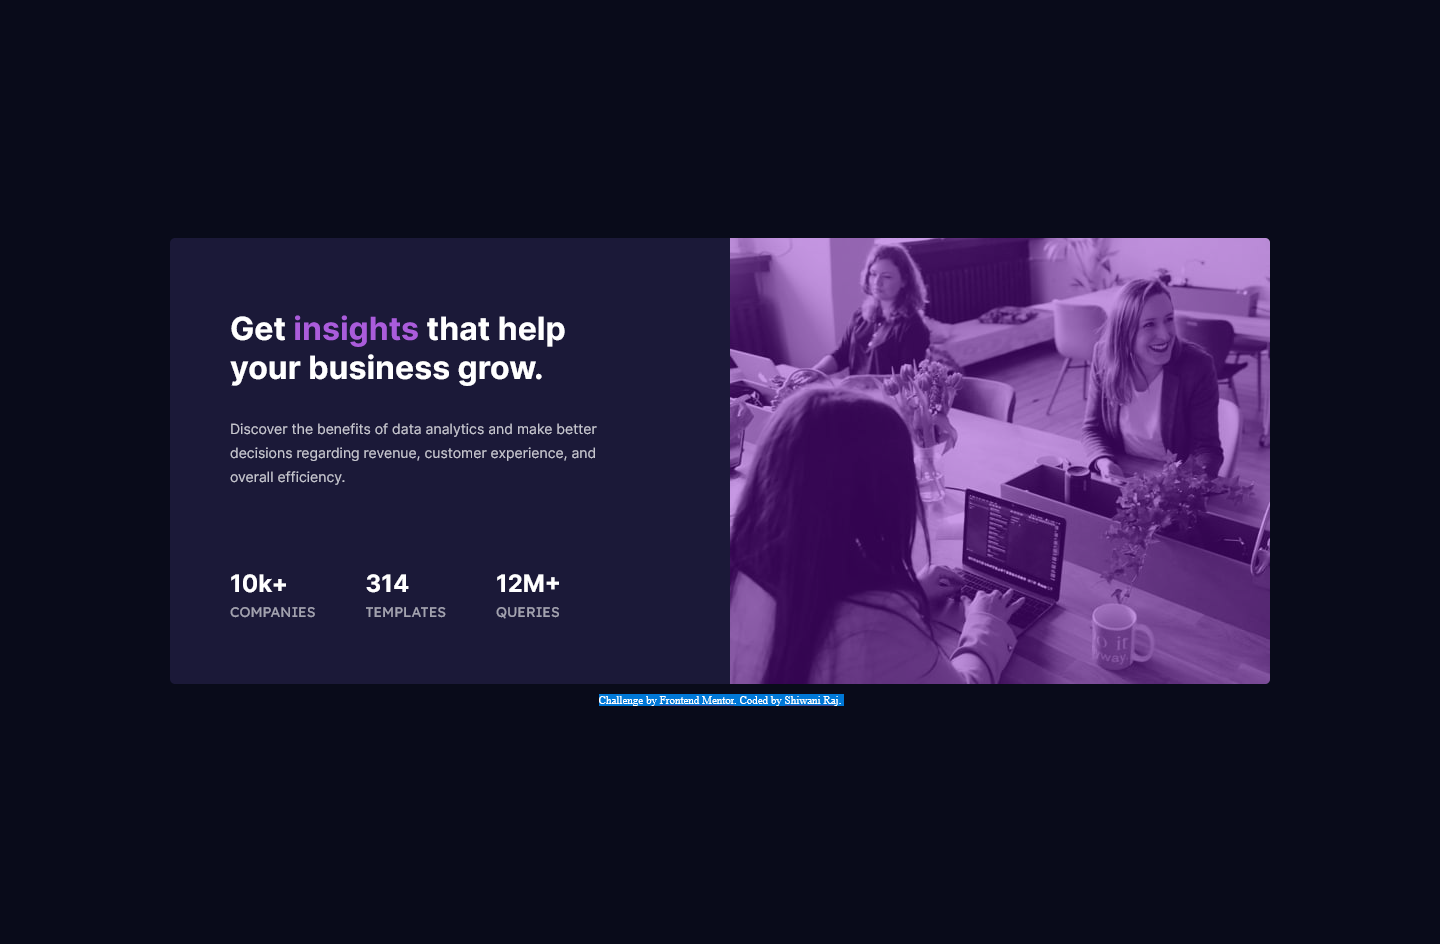 Get insights that help
your business grow.
Discover the benefits of data analytics and make better
decisions regarding revenue, customer experience, and
overall efficiency.
10k+ 314 12M+
COMPANIES TEMPLATES QUERIES
Challenge by Frontend Mentor. Coded by Shiwani Raj.